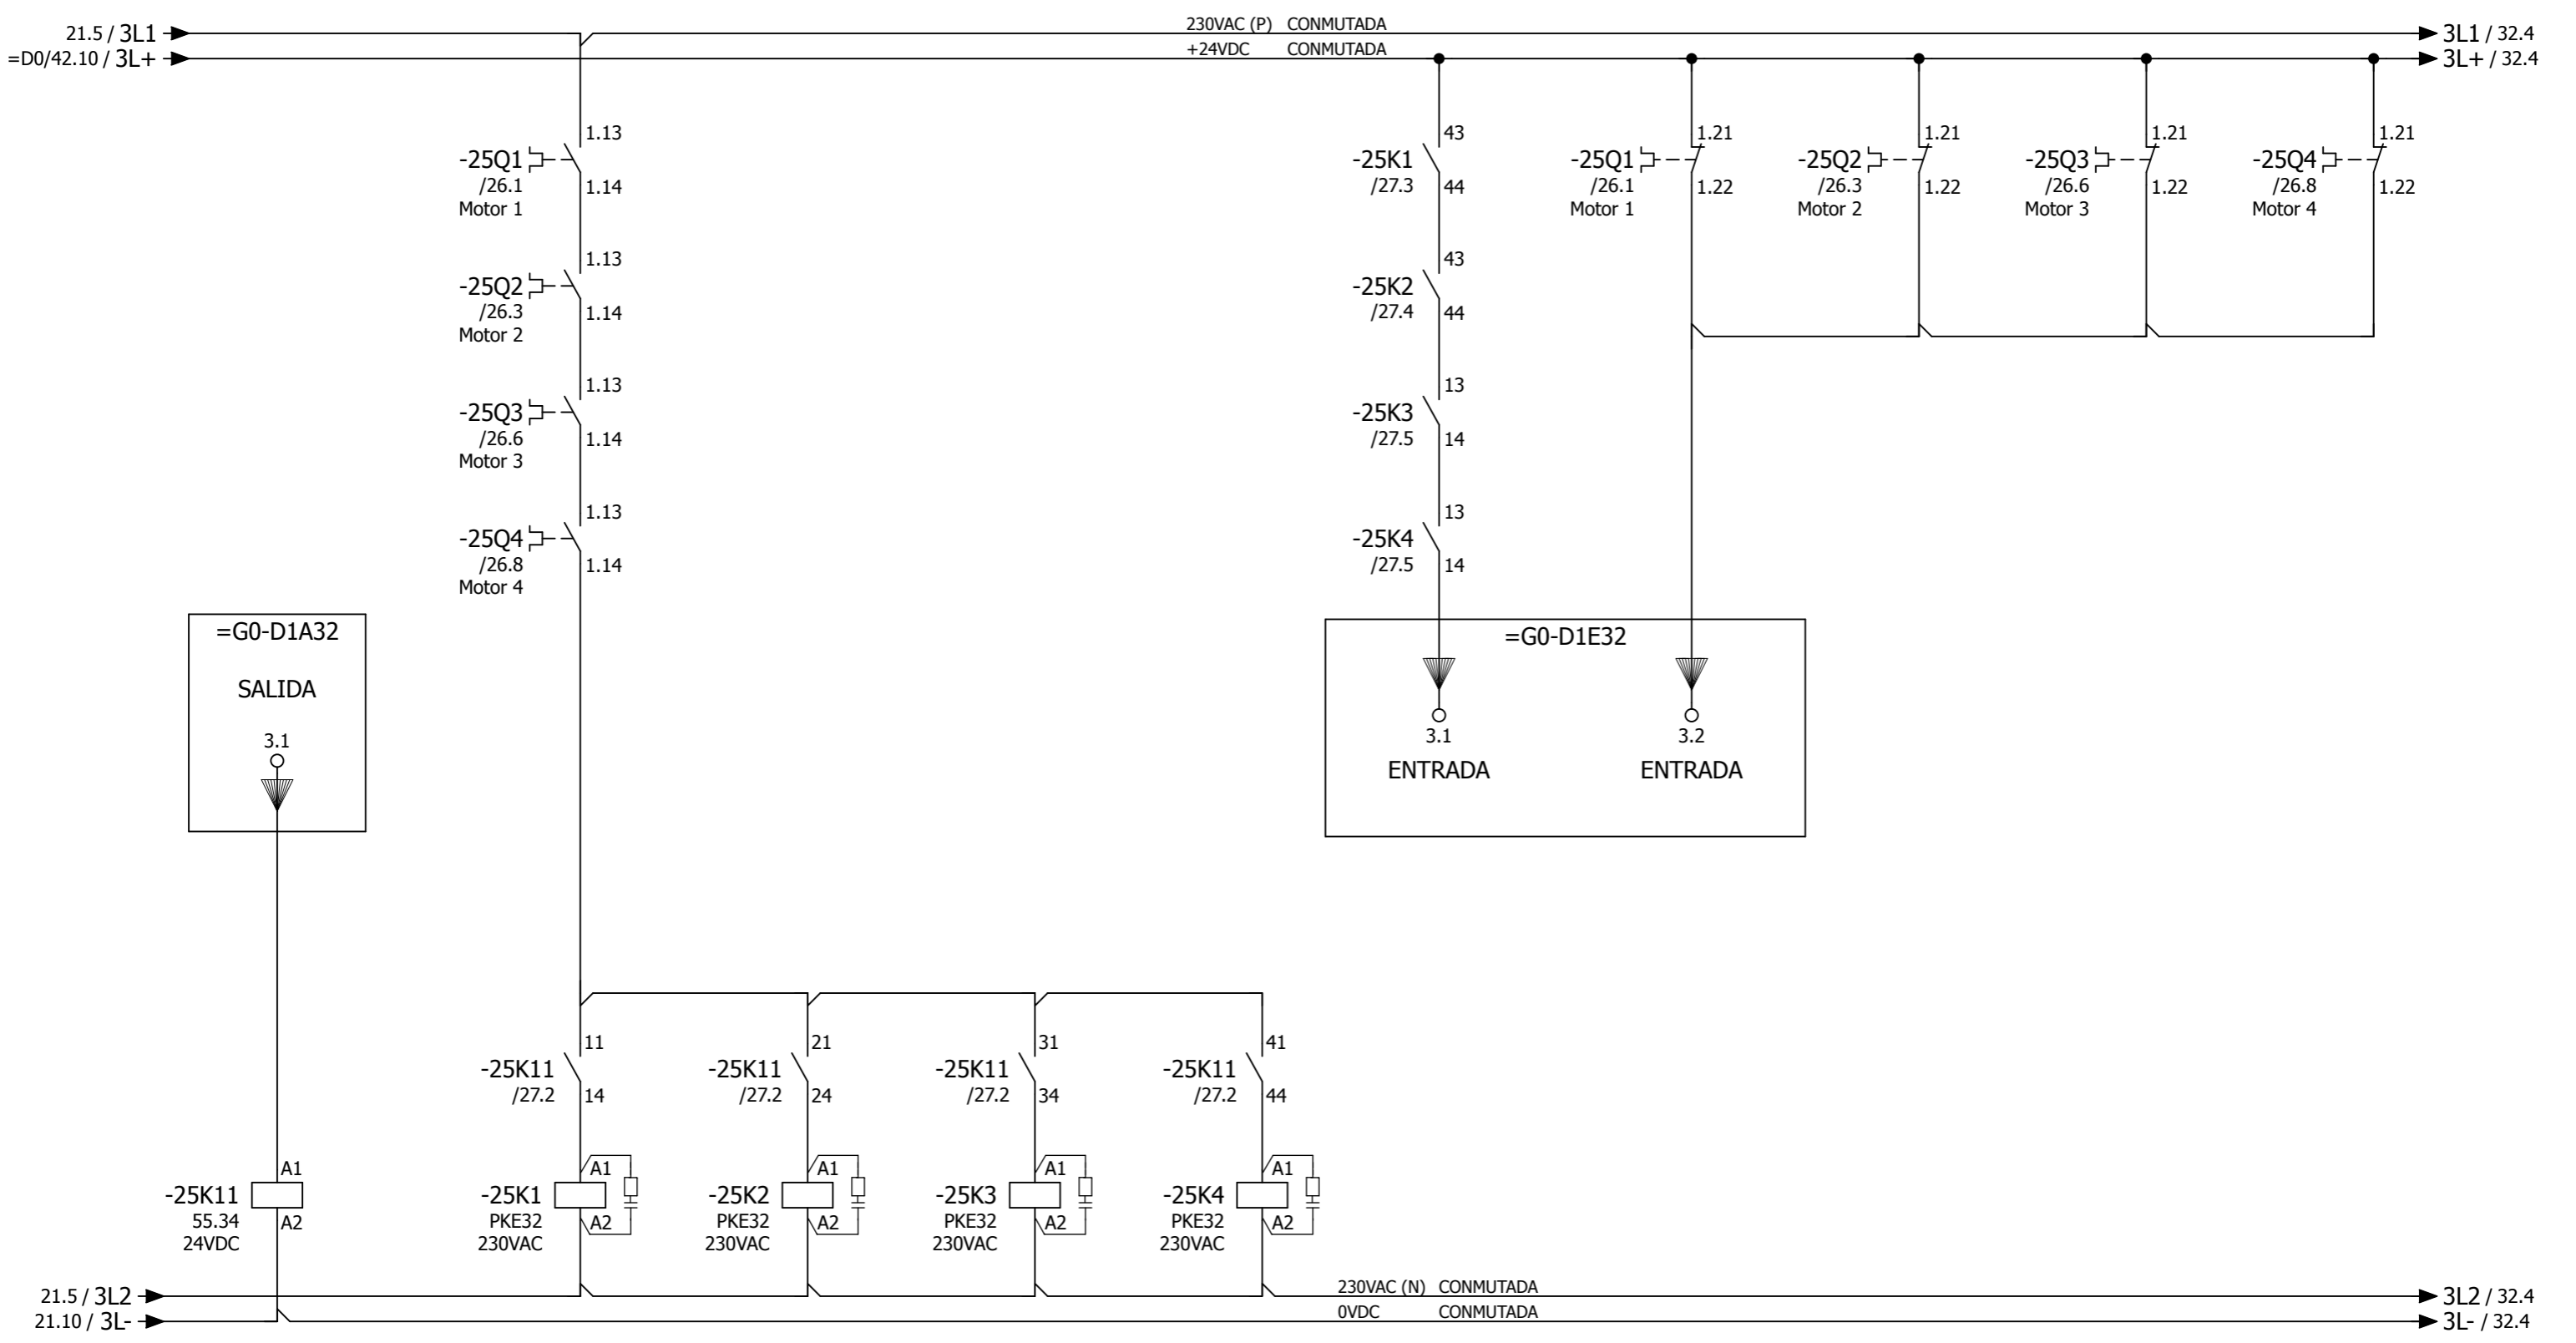 21.5 / 3L1
230VAC (P) CONMUTADA
3L1 / 32.4
=D0/42.10 / 3L+
+24VDC CONMUTADA
3L+ / 32.4
-25Q1
/26.1
Motor 1
1.13
1.14
-25Q2
/26.3
Motor 2
1.13
1.14
-25Q3
/26.6
Motor 3
1.13
1.14
-25Q4
/26.8
Motor 4
1.13
1.14
-25K1
/27.3
43
44
-25K2
/27.4
43
44
-25K3
/27.5
13
14
-25K4
/27.5
13
14
-25Q1
/26.1
Motor 1
1.21
1.22
-25Q2
/26.3
Motor 2
1.21
1.22
-25Q3
/26.6
Motor 3
1.21
1.22
-25Q4
/26.8
Motor 4
1.21
1.22
=G0-D1A32
SALIDA
3.1
=G0-D1E32
3.1
ENTRADA
3.2
ENTRADA
-25K11
/27.2
11
14
-25K11
/27.2
21
24
-25K11
/27.2
31
34
-25K11
/27.2
41
44
-25K11
55.34
24VDC
A1
A2
-25K1
PKE32
230VAC
A1
A2
-25K2
PKE32
230VAC
A1
A2
-25K3
PKE32
230VAC
A1
A2
-25K4
PKE32
230VAC
A1
A2
21.5 / 3L2
230VAC (N) CONMUTADA
3L2 / 32.4
21.10 / 3L-
0VDC CONMUTADA
3L- / 32.4